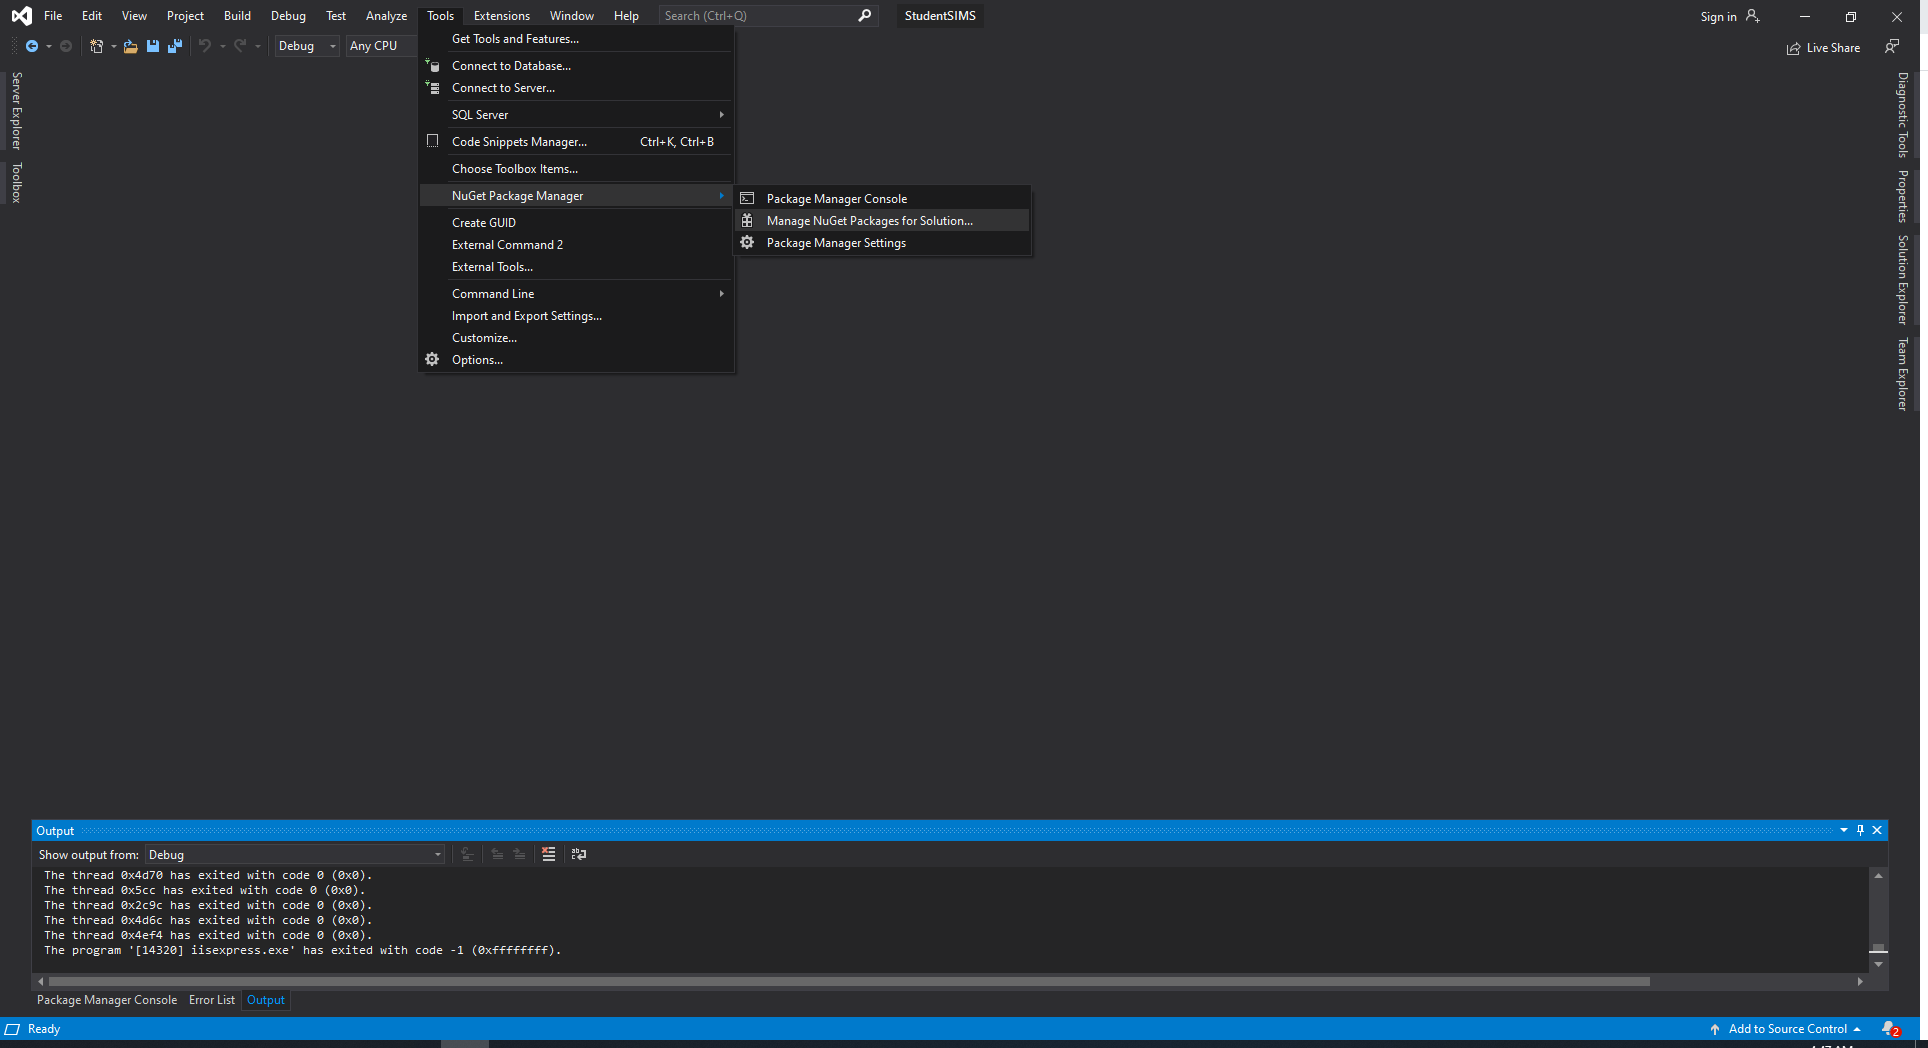 File Edit View Project Build Debug Test Analyze Tools Extensions Window Help Search (Ctrl+Q) StudentSIMS Sign in
Debug Any CPU Live Share
Get Tools and Features...
Connect to Database...
Connect to Server...
SQL Server
Code Snippets Manager... Ctrl+K, Ctrl+B
Choose Toolbox Items...
NuGet Package Manager
Create GUID
External Command 2
External Tools...
Command Line
Import and Export Settings...
Customize...
Options...
Package Manager Console
Manage NuGet Packages for Solution...
Package Manager Settings
Server Explorer
Toolbox
Diagnostic Tools
Properties
Solution Explorer
Team Explorer
Output
Show output from: Debug
The thread 0x4d70 has exited with code 0 (0x0).
The thread 0x5cc has exited with code 0 (0x0).
The thread 0x2c9c has exited with code 0 (0x0).
The thread 0x4d6c has exited with code 0 (0x0).
The thread 0x4ef4 has exited with code 0 (0x0).
The program '[14320] iisexpress.exe' has exited with code -1 (0xffffffff).
Package Manager Console Error List Output
Ready Add to Source Control 2